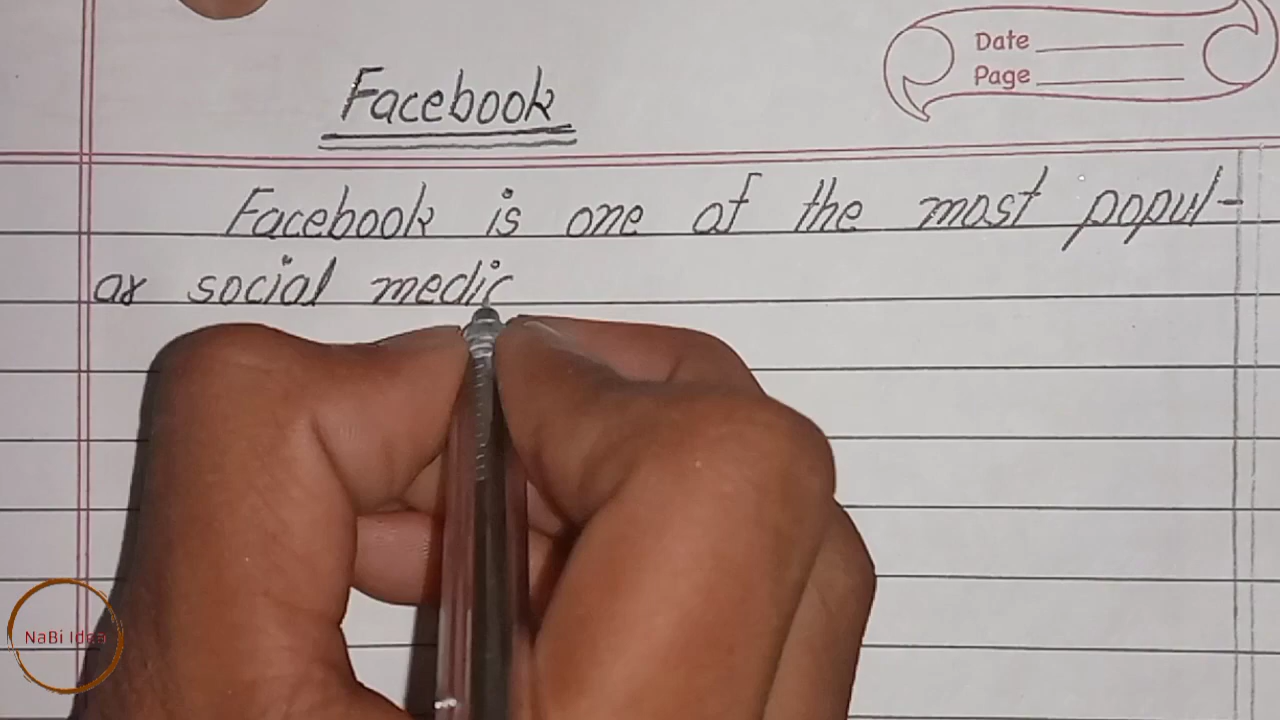 Date
Page
Facebook
Facebook is one of the most popul-
ar social medic
NaBi Idea